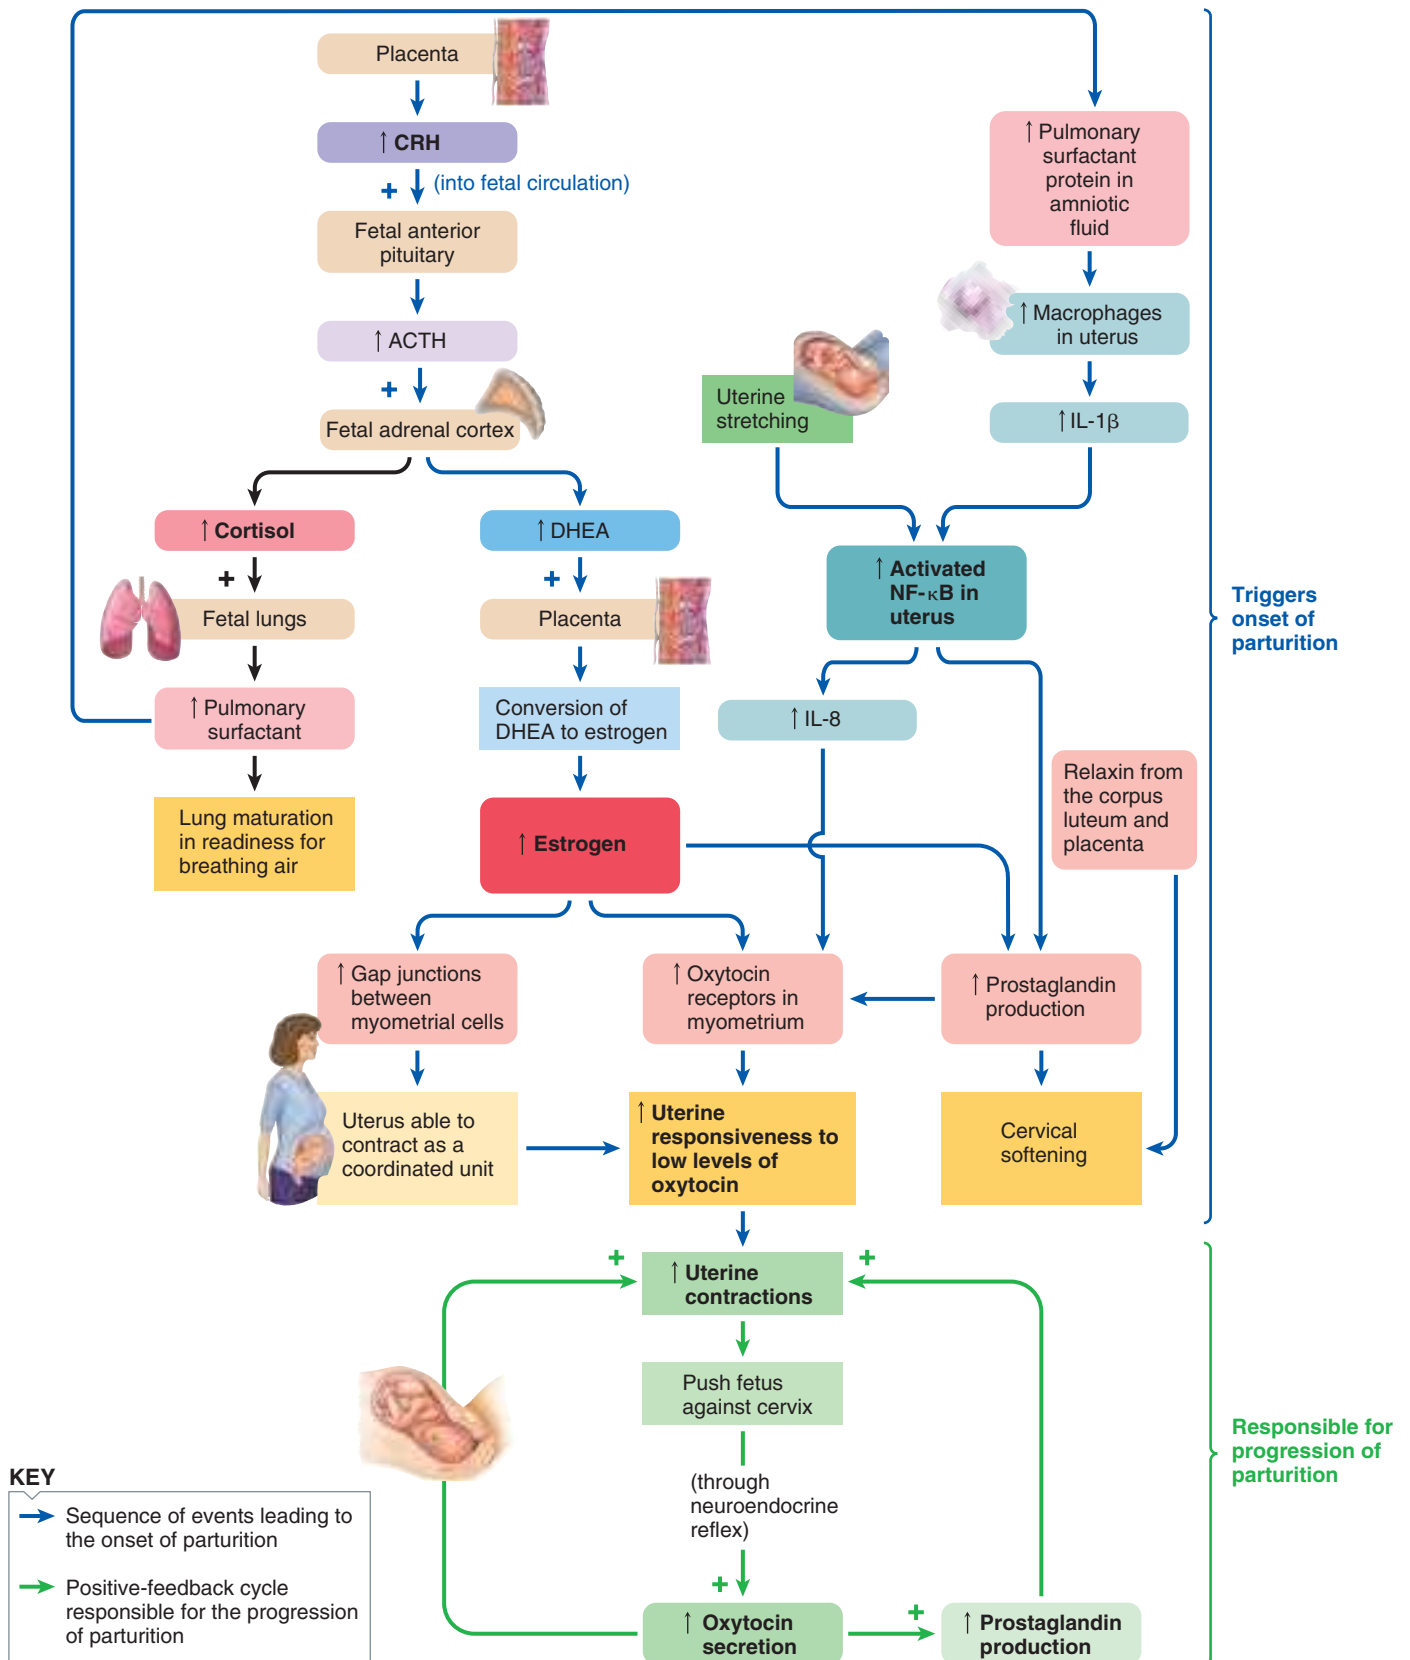 Placenta
↑ CRH
+
(into fetal circulation)
Fetal anterior
pituitary
↑ ACTH
+
Fetal adrenal cortex
↑ Cortisol
+
Fetal lungs
↑ Pulmonary
surfactant
Lung maturation
in readiness for
breathing air
↑ DHEA
+
Placenta
Conversion of
DHEA to estrogen
↑ Estrogen
↑ Pulmonary
surfactant
protein in
amniotic
fluid
↑ Macrophages
in uterus
↑ IL-1β
Uterine
stretching
↑ Activated
NF-κB in
uterus
↑ IL-8
Relaxin from
the corpus
luteum and
placenta
↑ Gap junctions
between
myometrial cells
↑ Oxytocin
receptors in
myometrium
↑ Prostaglandin
production
Uterus able to
contract as a
coordinated unit
↑ Uterine
responsiveness to
low levels of
oxytocin
Cervical
softening
Triggers
onset of
parturition
+
+
↑ Uterine
contractions
Push fetus
against cervix
(through
neuroendocrine
reflex)
+
↑ Oxytocin
secretion
+
↑ Prostaglandin
production
Responsible for
progression of
parturition
KEY
Sequence of events leading to
the onset of parturition
Positive-feedback cycle
responsible for the progression
of parturition